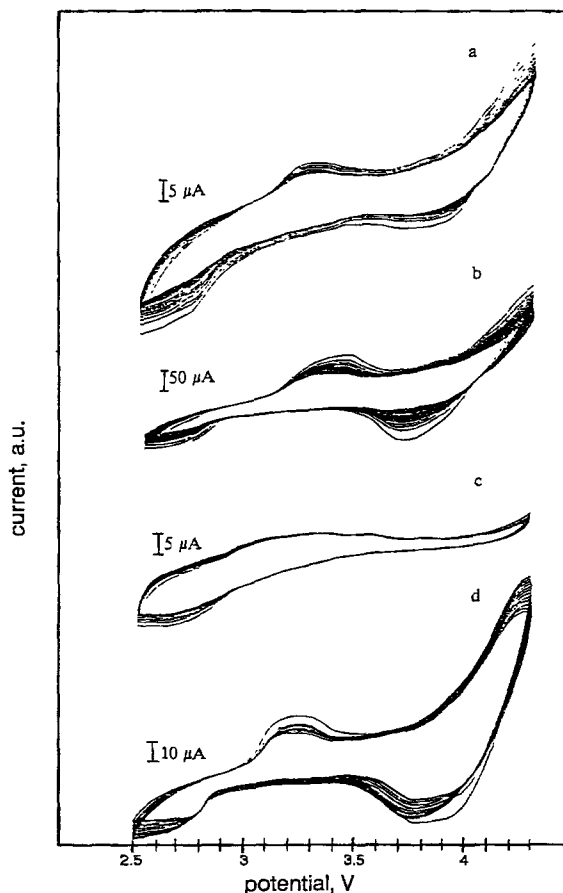 a
5 μA
b
50 μA
c
5 μA
d
10 μA
current, a.u.
2.5 3 3.5 4
potential, V